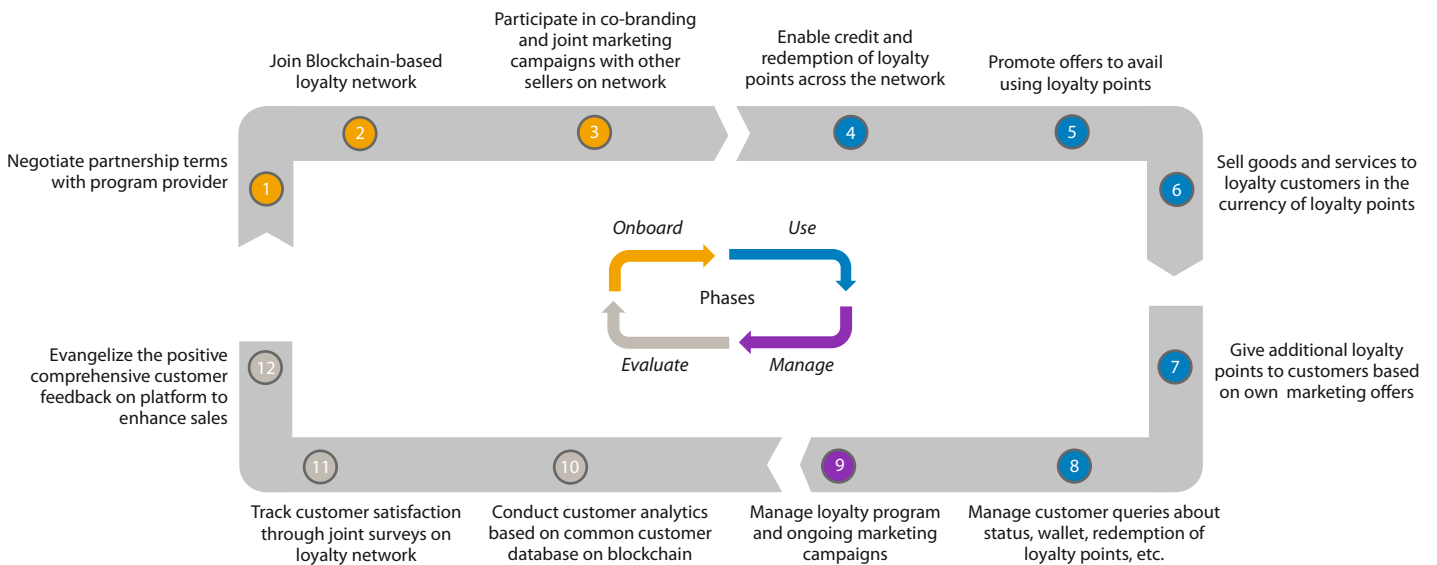 Negotiate partnership terms
with program provider
1
Join Blockchain-based
loyalty network
2
Participate in co-branding
and joint marketing
campaigns with other
sellers on network
3
Enable credit and
redemption of loyalty
points across the network
4
Promote offers to avail
using loyalty points
5
Sell goods and services to
loyalty customers in the
currency of loyalty points
6
Give additional loyalty
points to customers based
on own marketing offers
7
Manage customer queries about
status, wallet, redemption of
loyalty points, etc.
8
Manage loyalty program
and ongoing marketing
campaigns
9
Conduct customer analytics
based on common customer
database on blockchain
10
Track customer satisfaction
through joint surveys on
loyalty network
11
Evangelize the positive
comprehensive customer
feedback on platform to
enhance sales
12
Onboard
Use
Phases
Evaluate
Manage